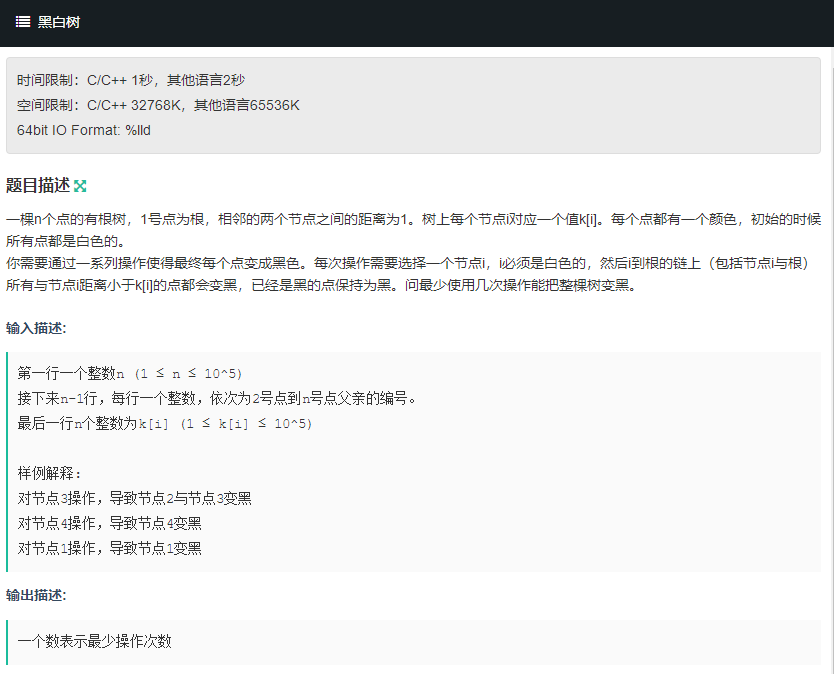 黑白树
时间限制：C/C++ 1秒，其他语言2秒
空间限制：C/C++ 32768K，其他语言65536K
64bit IO Format: %lld
题目描述
一棵n个点的有根树，1号点为根，相邻的两个节点之间的距离为1。树上每个节点i对应一个值k[i]。每个点都有一个颜色，初始的时候
所有点都是白色的。
你需要通过一系列操作使得最终每个点变成黑色。每次操作需要选择一个节点i，i必须是白色的，然后i到根的链上（包括节点i与根）
所有与节点i距离小于k[i]的点都会变黑，已经是黑的点保持为黑。问最少使用几次操作能把整棵树变黑。
输入描述:
第一行一个整数n (1 ≤ n ≤ 10^5)
接下来n-1行，每行一个整数，依次为2号点到n号点父亲的编号。
最后一行n个整数为k[i] (1 ≤ k[i] ≤ 10^5)
样例解释:
对节点3操作，导致节点2与节点3变黑
对节点4操作，导致节点4变黑
对节点1操作，导致节点1变黑
输出描述:
一个数表示最少操作次数